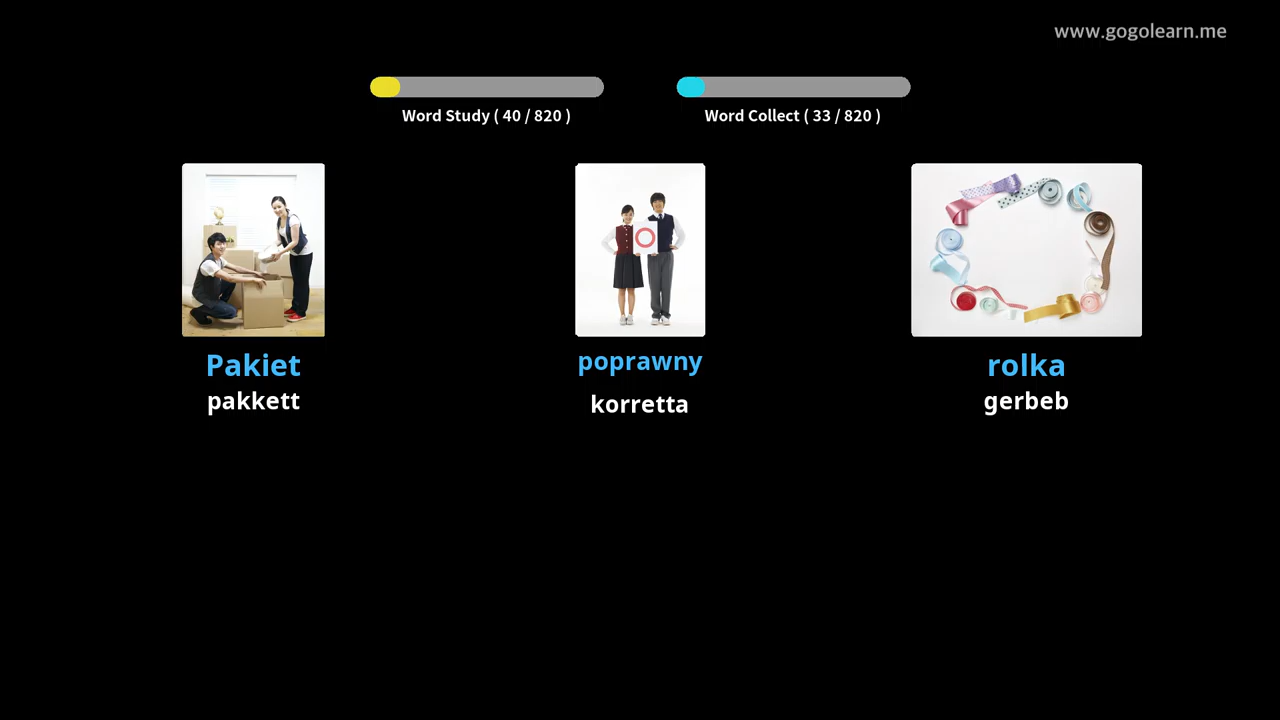 www.gogolearn.me
Word Study ( 40 / 820 )
Word Collect ( 33 / 820 )
Pakiet
pakkett
poprawny
korretta
rolka
gerbeb